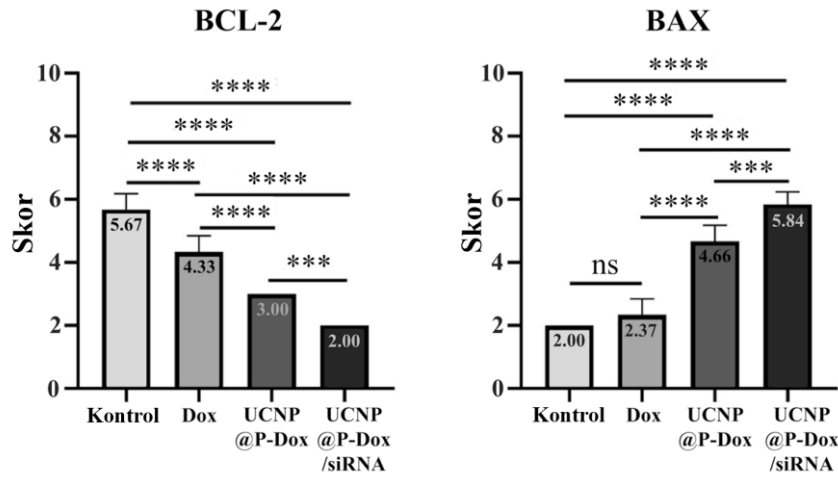 BCL-2
Skor
10
8
6
4
2
0
****
****
****
****
****
***
5.67
4.33
3.00
2.00
Kontrol
Dox
UCNP
@P-Dox
UCNP
@P-Dox
/siRNA
BAX
Skor
10
8
6
4
2
0
****
****
****
***
****
ns
2.00
2.37
4.66
5.84
Kontrol
Dox
UCNP
@P-Dox
UCNP
@P-Dox
/siRNA